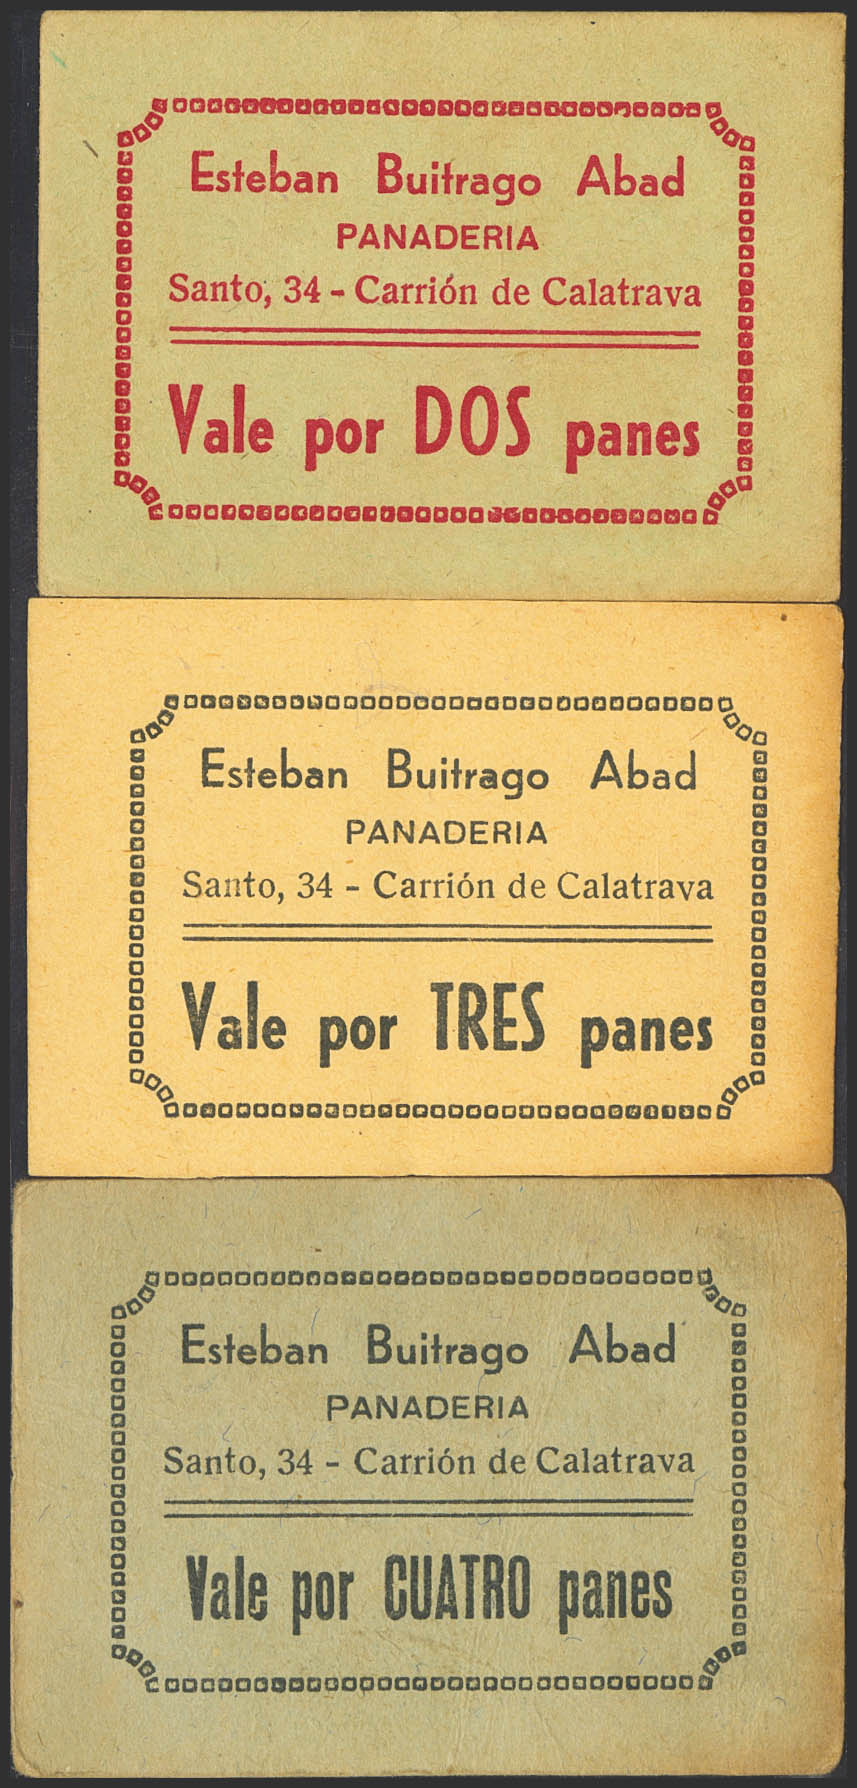 Esteban Buitrago Abad
PANADERIA
Santo, 34 - Carrión de Calatrava
Vale por DOS panes
Esteban Buitrago Abad
PANADERIA
Santo, 34 - Carrión de Calatrava
Vale por TRES panes
Esteban Buitrago Abad
PANADERIA
Santo, 34 - Carrión de Calatrava
Vale por CUATRO panes